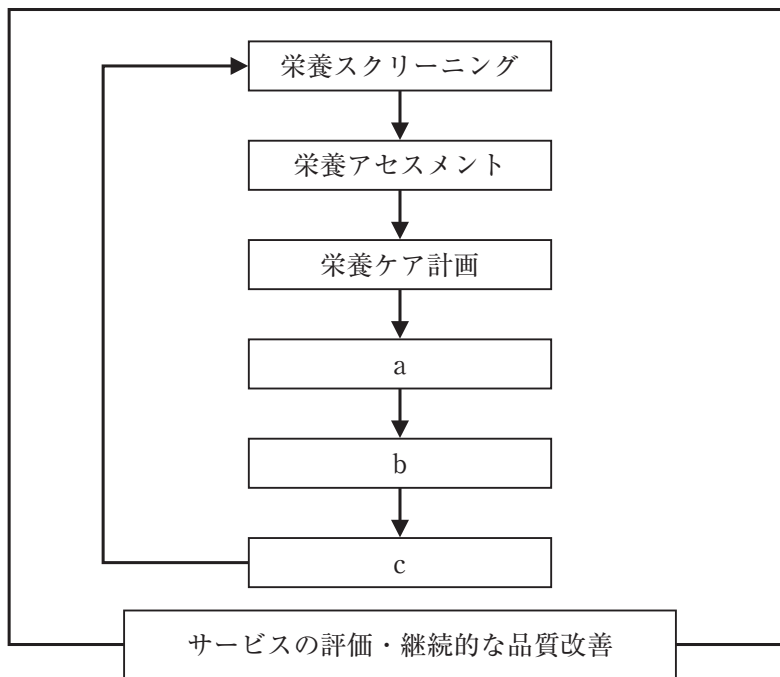 栄養スクリーニング
栄養アセスメント
栄養ケア計画
a
b
c
サービスの評価・継続的な品質改善